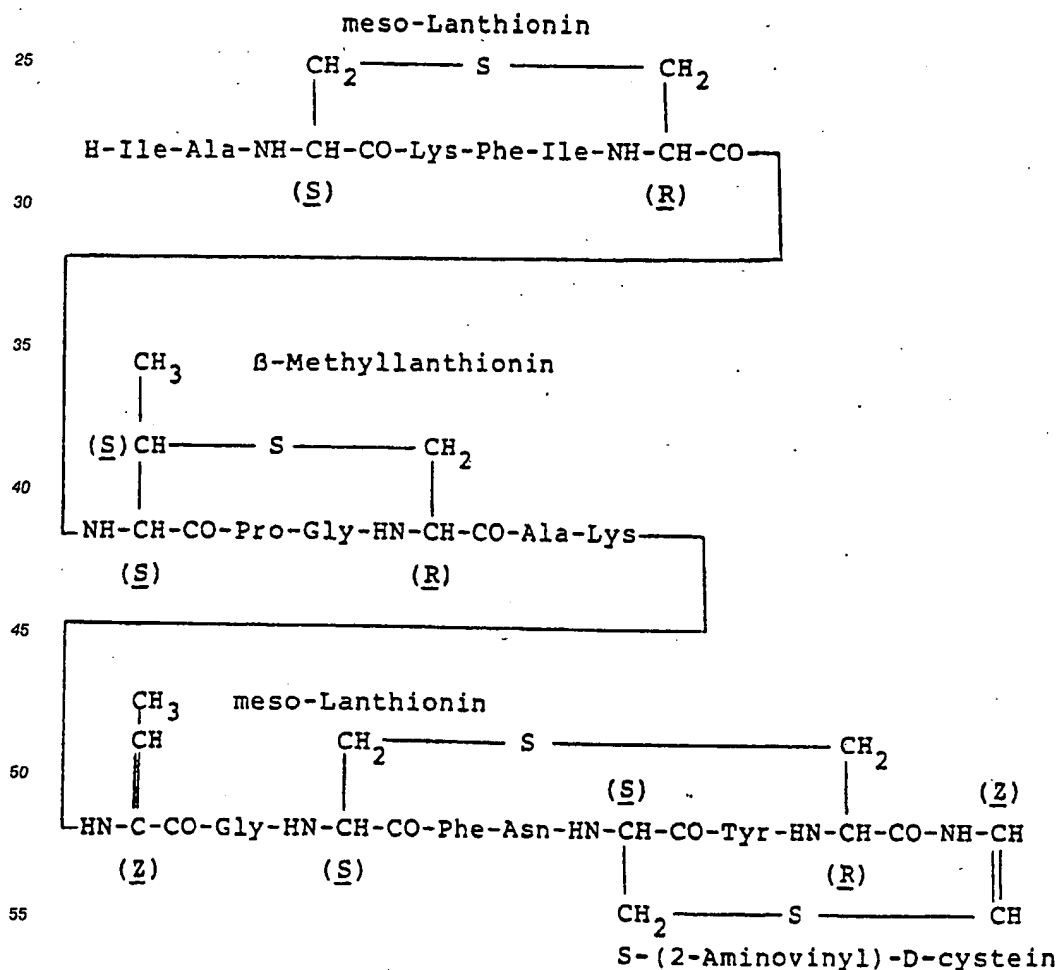 meso-Lanthionin
25
CH2 S CH2
H-Ile-Ala-NH-CH-CO-Lys-Phe-Ile-NH-CH-CO
(S) (R)
30
35
CH3 ß-Methyllanthionin
(S)CH S CH2
40
NH-CH-CO-Pro-Gly-HN-CH-CO-Ala-Lys
(S) (R)
45
CH3 meso-Lanthionin
CH CH2 S CH2
50
(S) (Z)
HN-C-CO-Gly-HN-CH-CO-Phe-Asn-HN-CH-CO-Tyr-HN-CH-CO-NH-CH
(Z) (S) (R)
55
CH2 S CH
S-(2-Aminovinyl)-D-cystein